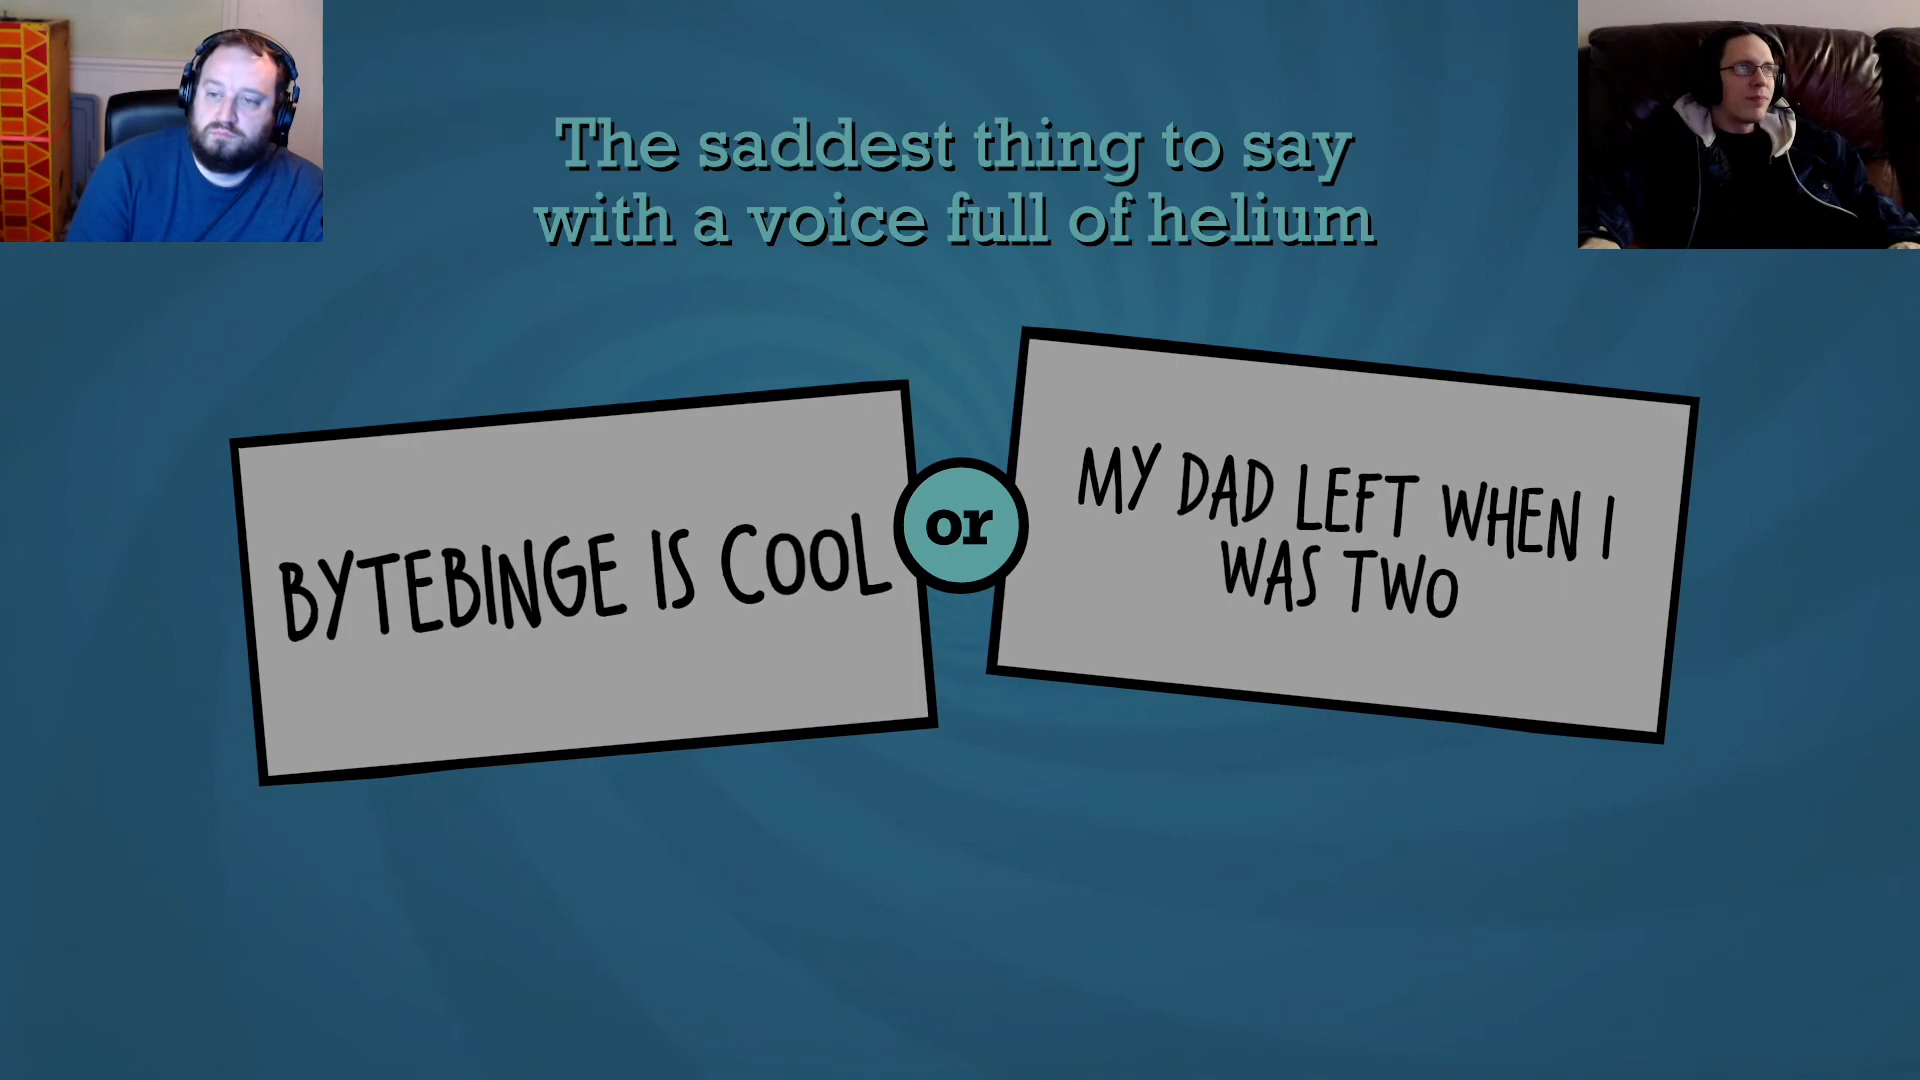 The saddest thing to say
with a voice full of helium
BYTEBINGE IS COOL
or
MY DAD LEFT WHEN I
WAS TWO